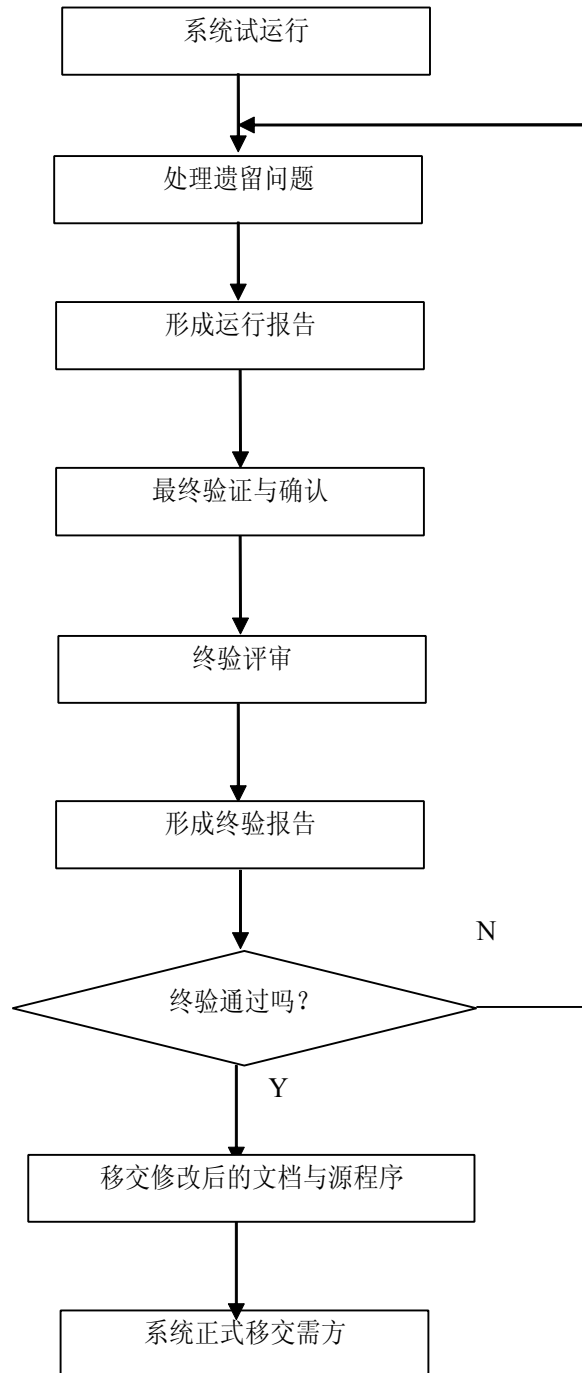 系统试运行
处理遗留问题
形成运行报告
最终验证与确认
终验评审
形成终验报告
N
终验通过吗?
Y
移交修改后的文档与源程序
系统正式移交需方